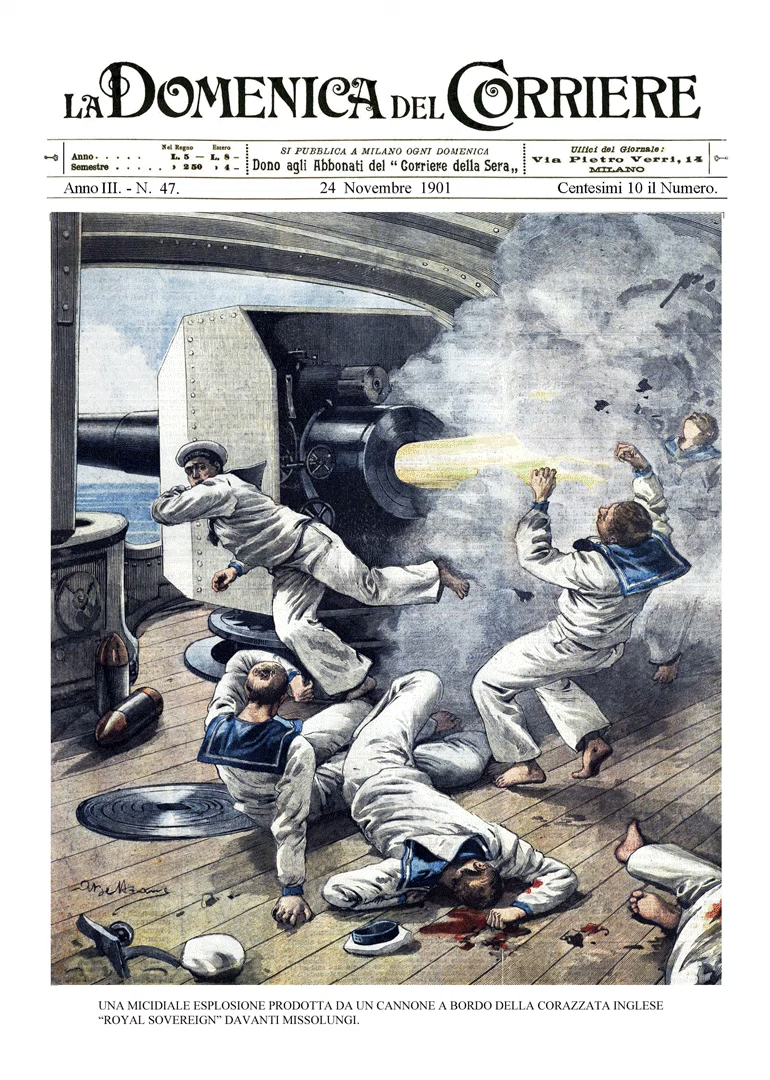 LA DOMENICA DEL CORRIERE
Nel Regno Estero
Anno . . . . . L. 5 — L. 8 -
Semestre . . . . . . , 2 50 , 4 -
SI PUBBLICA A MILANO OGNI DOMENICA
Dono agli Abbonati del "Corriere della Sera„
Uffici del Giornale:
Via Pietro Verri, 14
MILANO
Anno III. - N. 47.
24 Novembre 1901
Centesimi 10 il Numero.
UNA MICIDIALE ESPLOSIONE PRODOTTA DA UN CANNONE A BORDO DELLA CORAZZATA INGLESE
"ROYAL SOVEREIGN" DAVANTI MISSOLUNGI.